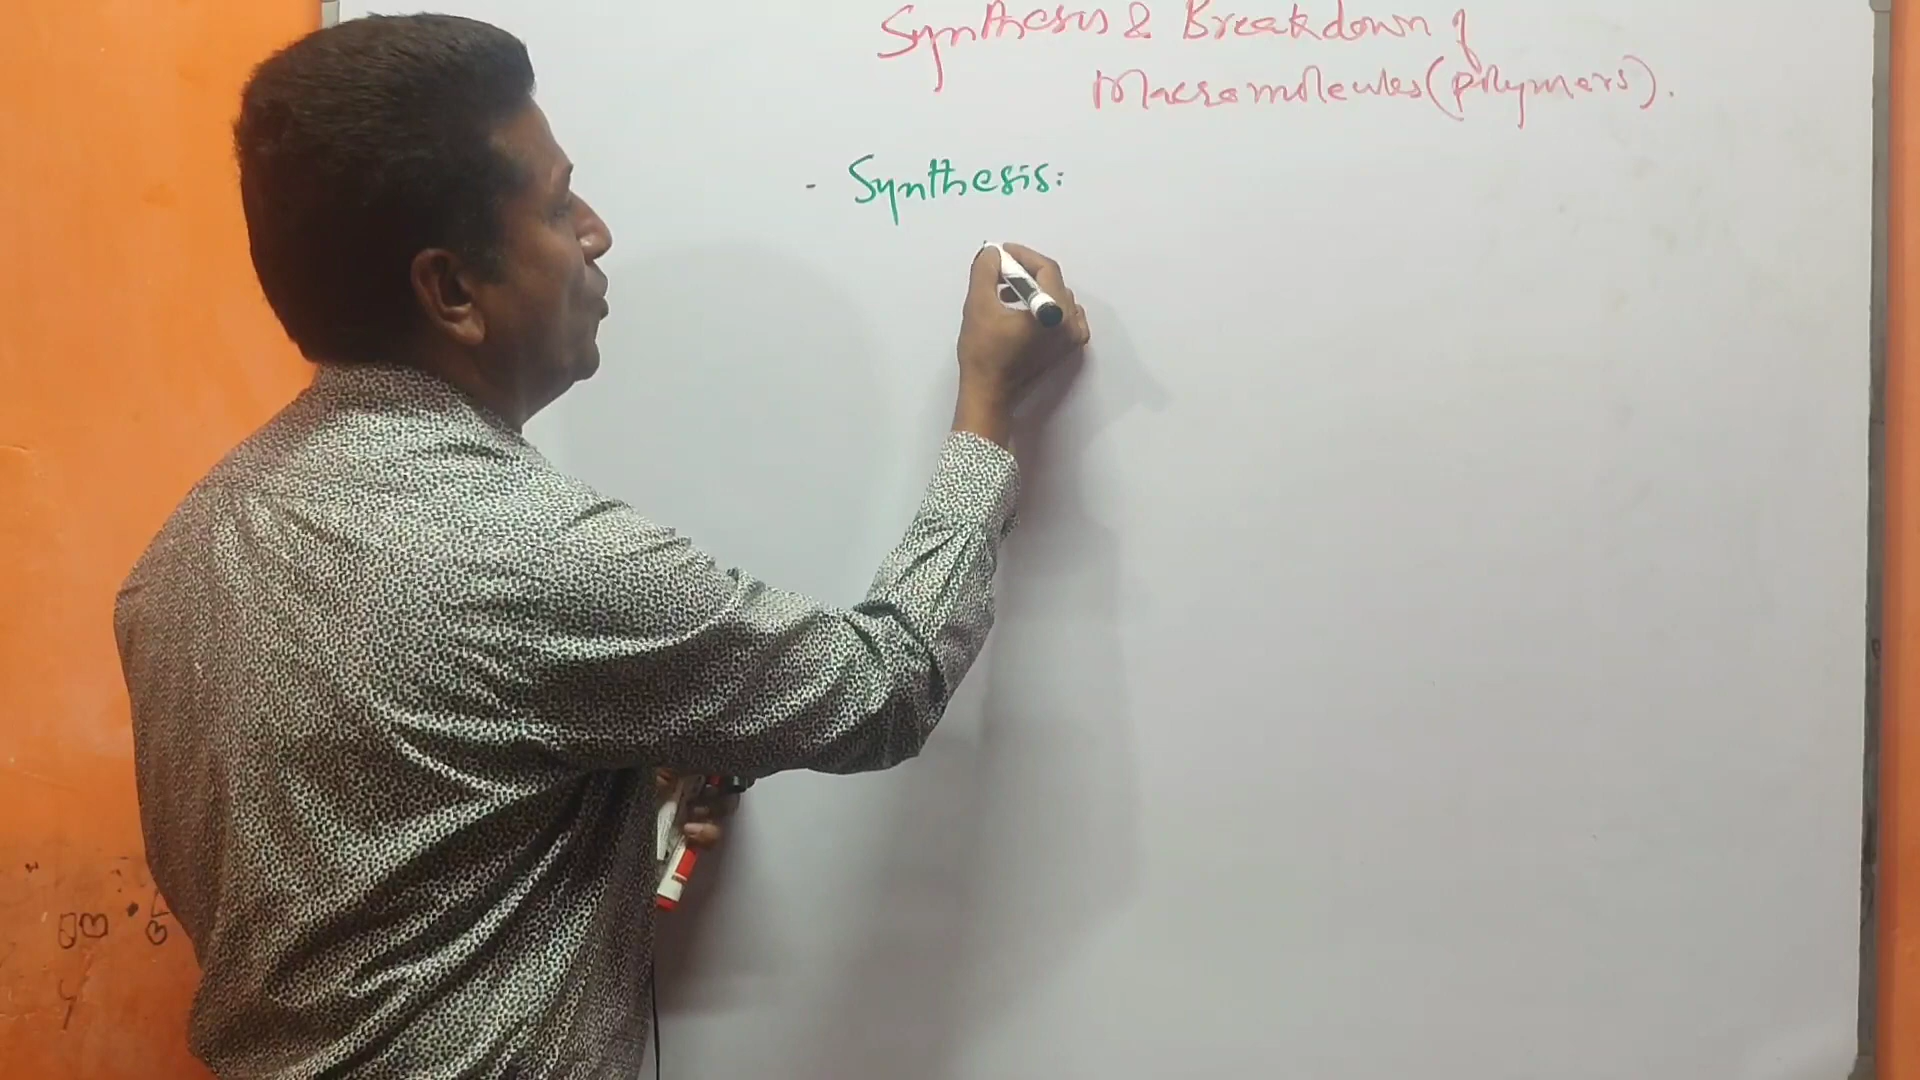 Synthesis & Breakdown of
Macromolecules (polymers).
- Synthesis: